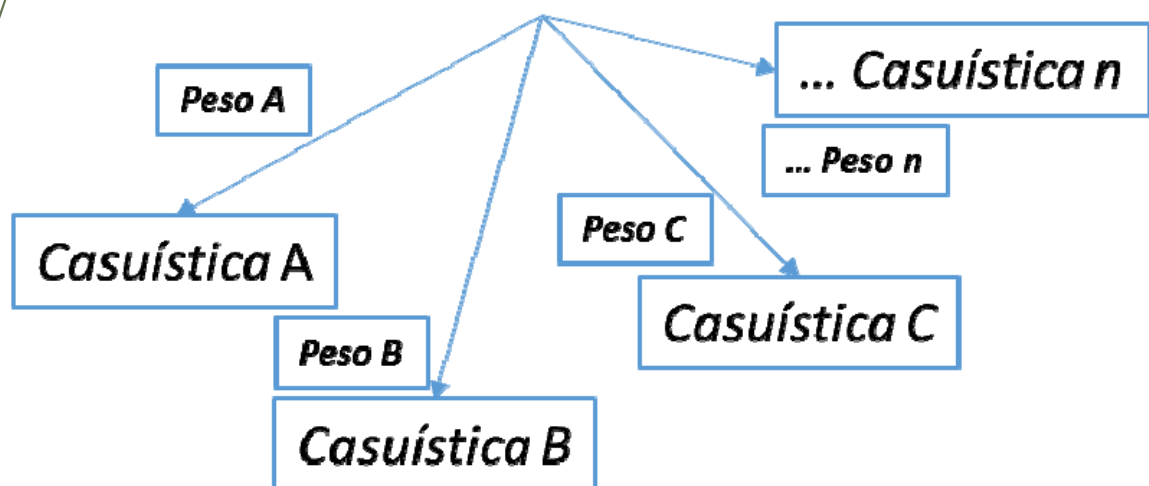 ... Casuística n
Peso A
... Peso n
Peso C
Casuística A
Casuística C
Peso B
Casuística B